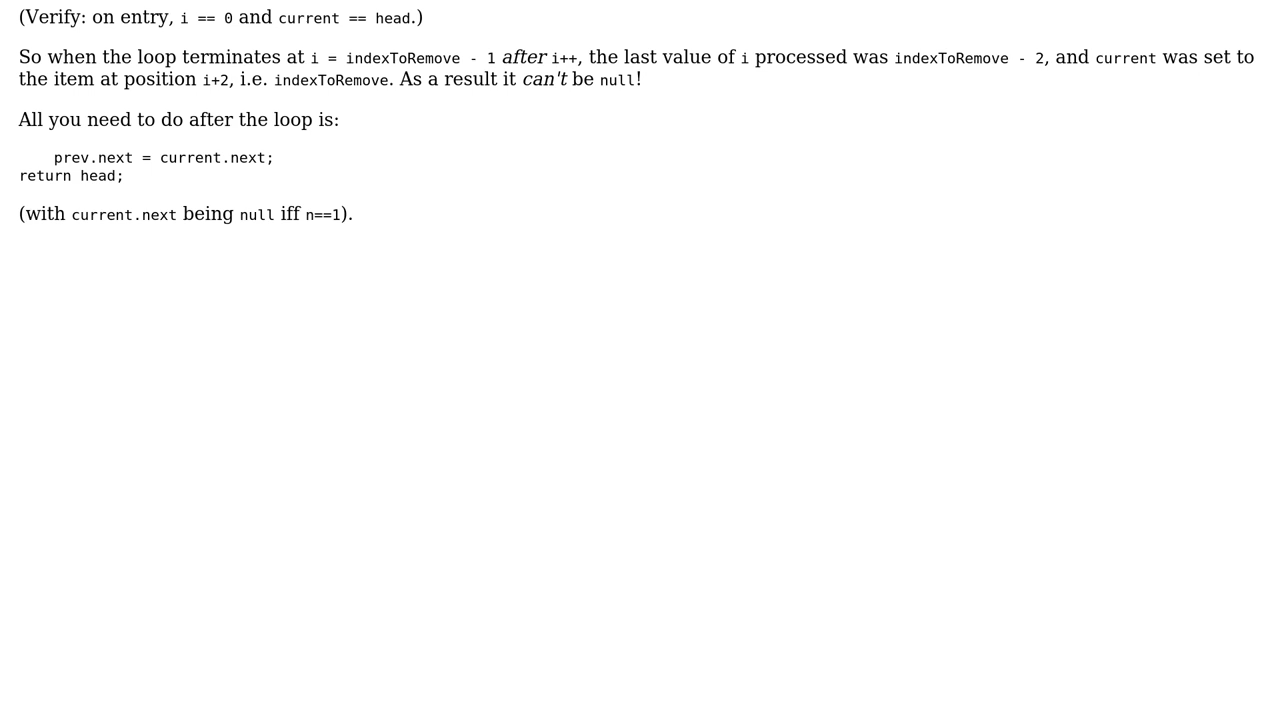 (Verify: on entry, i == 0 and current == head.)
So when the loop terminates at i = indexToRemove - 1 after i++, the last value of i processed was indexToRemove - 2, and current was set to
the item at position i+2, i.e. indexToRemove. As a result it can't be null!
All you need to do after the loop is:
    prev.next = current.next;
return head;
(with current.next being null iff n==1).